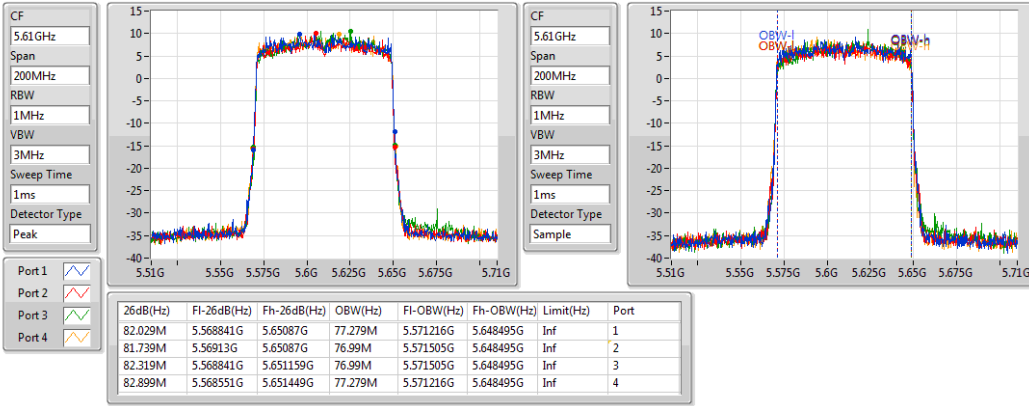 CF
5.61GHz
Span
200MHz
RBW
1MHz
VBW
3MHz
Sweep Time
1ms
Detector Type
Peak
15
10
5
0
-5
-10
-15
-20
-25
-30
-35
-40
5.51G 5.55G 5.575G 5.6G 5.625G 5.65G 5.71G
CF
5.61GHz
Span
200MHz
RBW
1MHz
VBW
3MHz
Sweep Time
1ms
Detector Type
Sample
15
10
5
0
-5
-10
-15
-20
-25
-30
-35
-40
OBW-l
OBW-h
5.51G 5.55G 5.575G 5.6G 5.625G 5.65G 5.675G 5.71G
Port 1
Port 2
Port 3
Port 4
26dB(Hz) Fl-26dB(Hz) Fh-26dB(Hz) OBW(Hz) Fl-OBW(Hz) Fh-OBW(Hz) Limit(Hz) Port
82.029M 5.568841G 5.65087G 77.279M 5.571216G 5.648495G Inf 1
81.739M 5.56913G 5.65087G 76.99M 5.571505G 5.648495G Inf 2
82.319M 5.568841G 5.651159G 76.99M 5.571505G 5.648495G Inf 3
82.899M 5.568551G 5.651449G 77.279M 5.571216G 5.648495G Inf 4